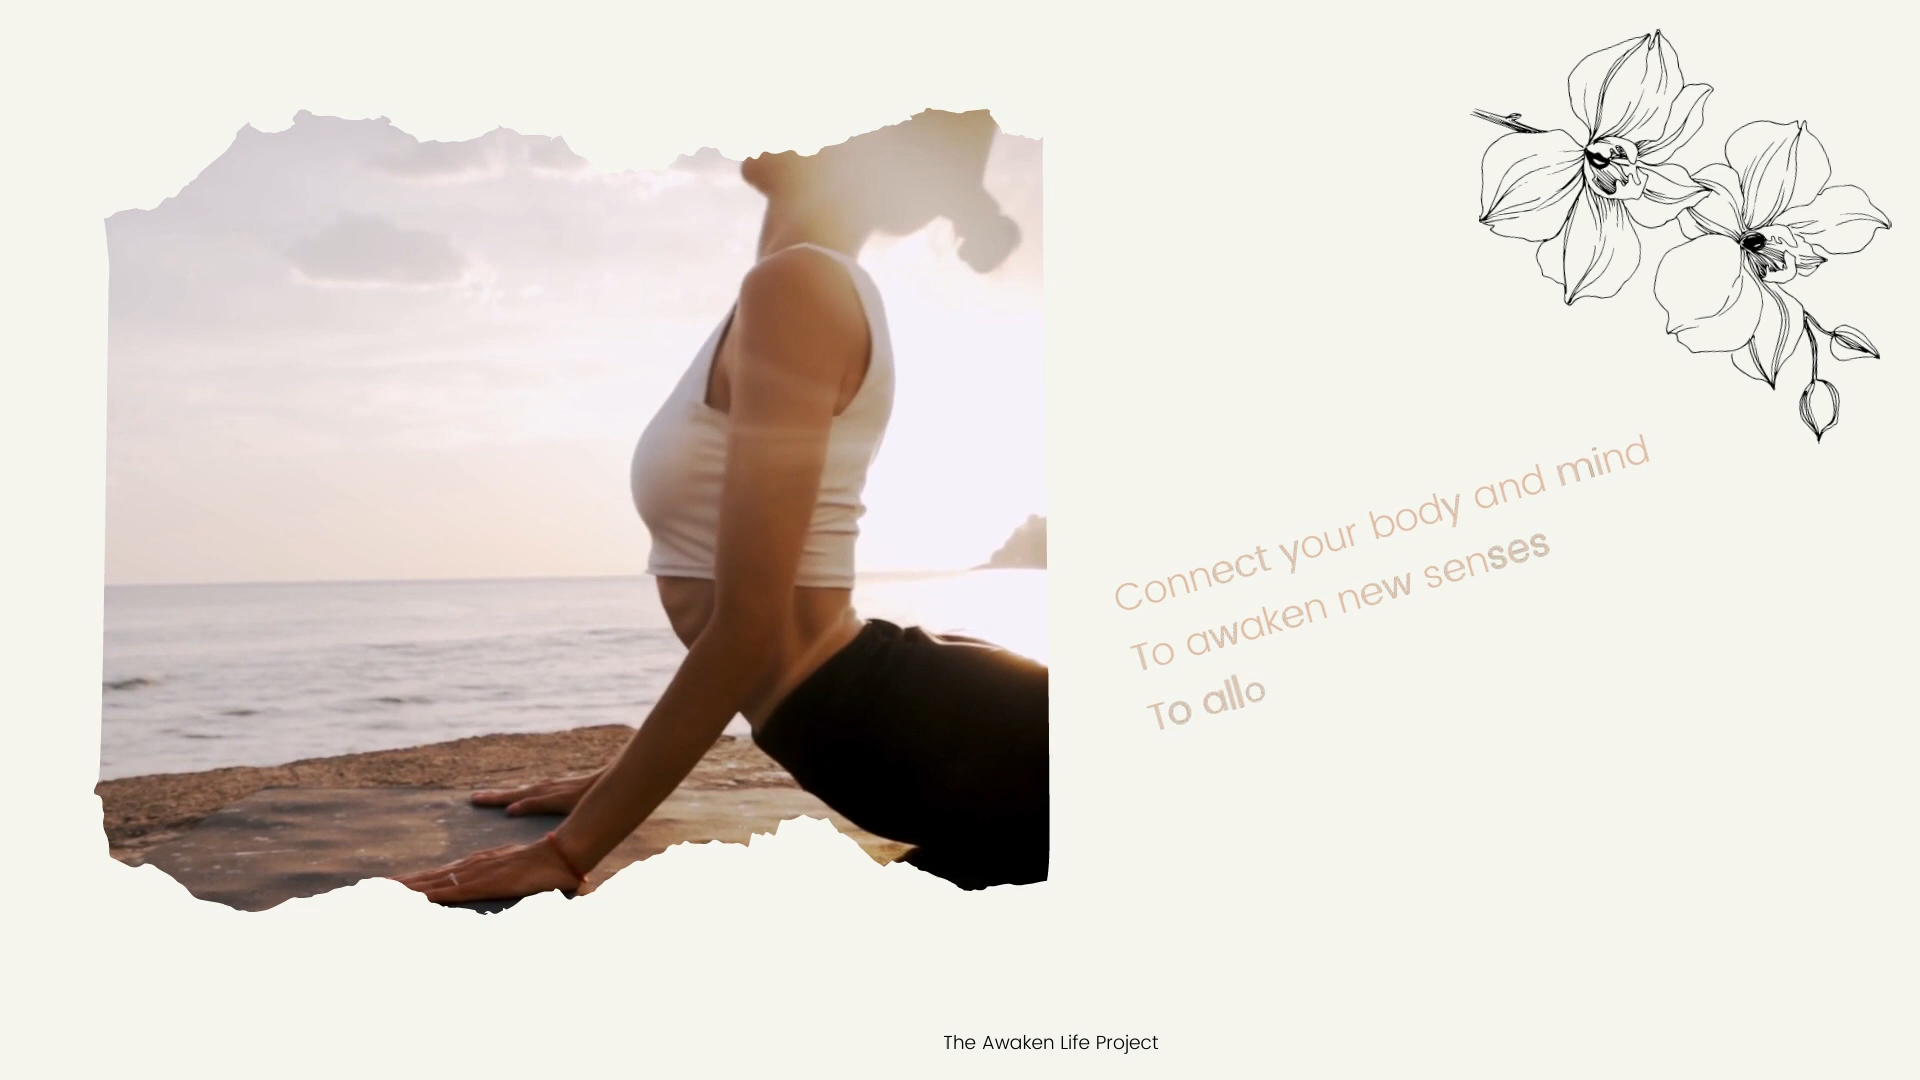 Connect your body and mind
To awaken new senses
To allo
The Awaken Life Project